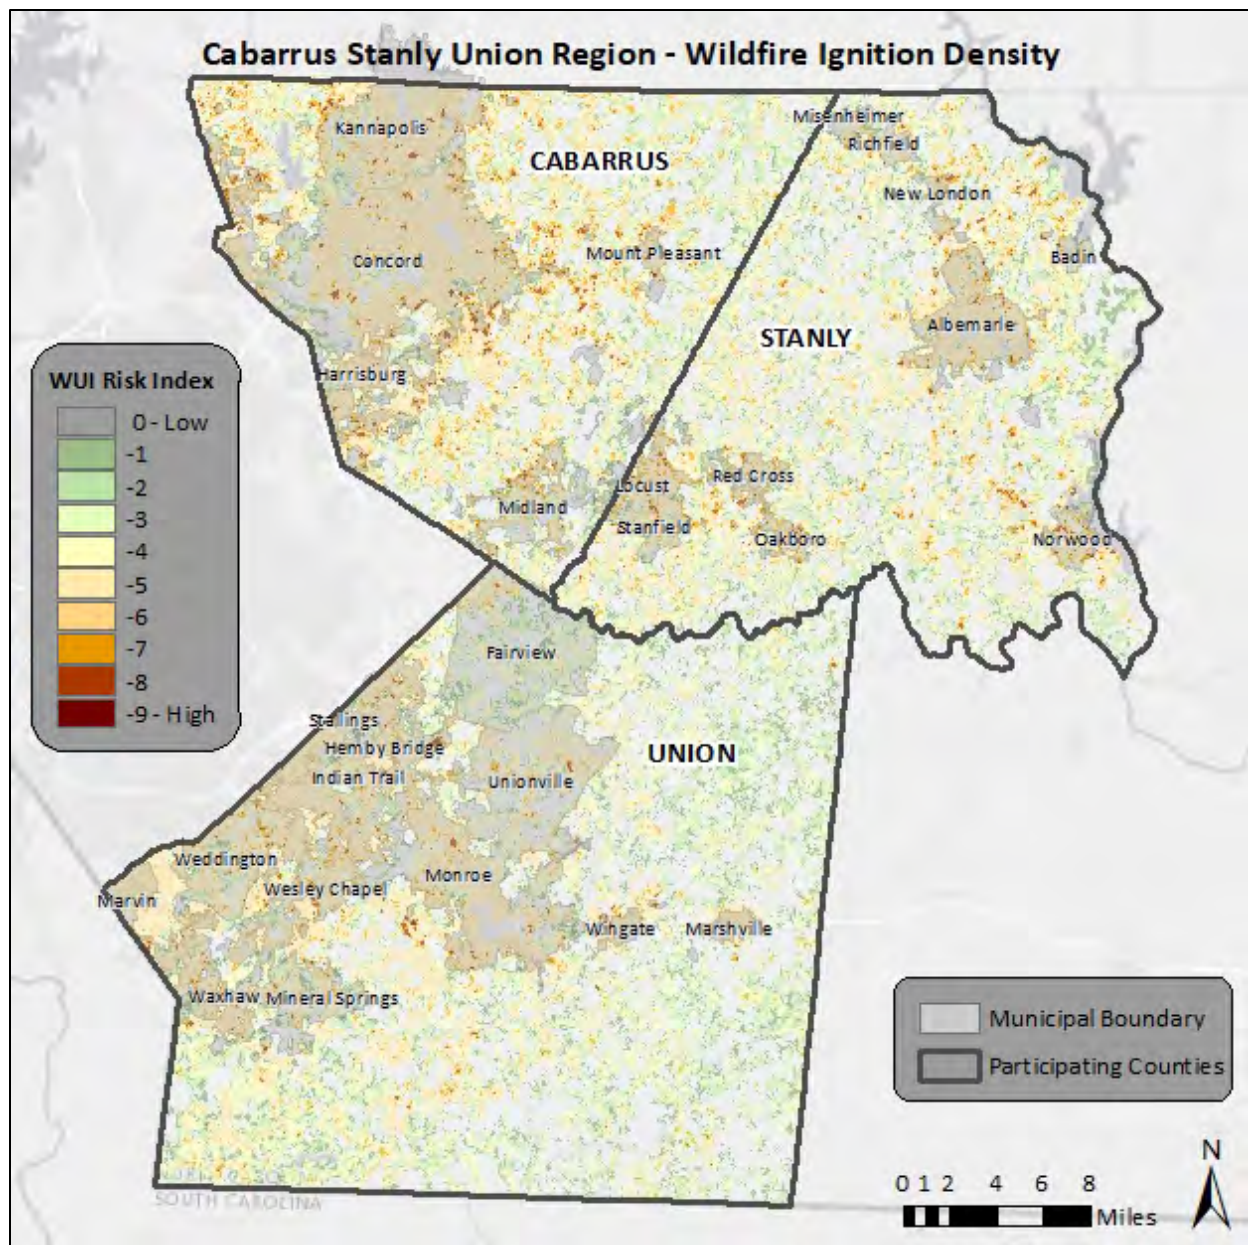 Cabarrus Stanly Union Region - Wildfire Ignition Density
Kannapolis
CABARRUS
Misenheimer
Richfield
New London
Concord
Mount Pleasant
Badin
STANLY
Albemarle
WUI Risk Index
0 - Low
-1
-2
-3
-4
-5
-6
-7
-8
-9 - High
Harrisburg
Midland
Locust
Red Cross
Stanfield
Oakboro
Norwood
Fairview
Stallings
Hemby Bridge
Indian Trail
Unionville
UNION
Weddington
Marvin
Wesley Chapel
Monroe
Wingate
Marshville
Waxhaw
Mineral Springs
Municipal Boundary
Participating Counties
N
0 1 2 4 6 8
Miles
SOUTH CAROLINA